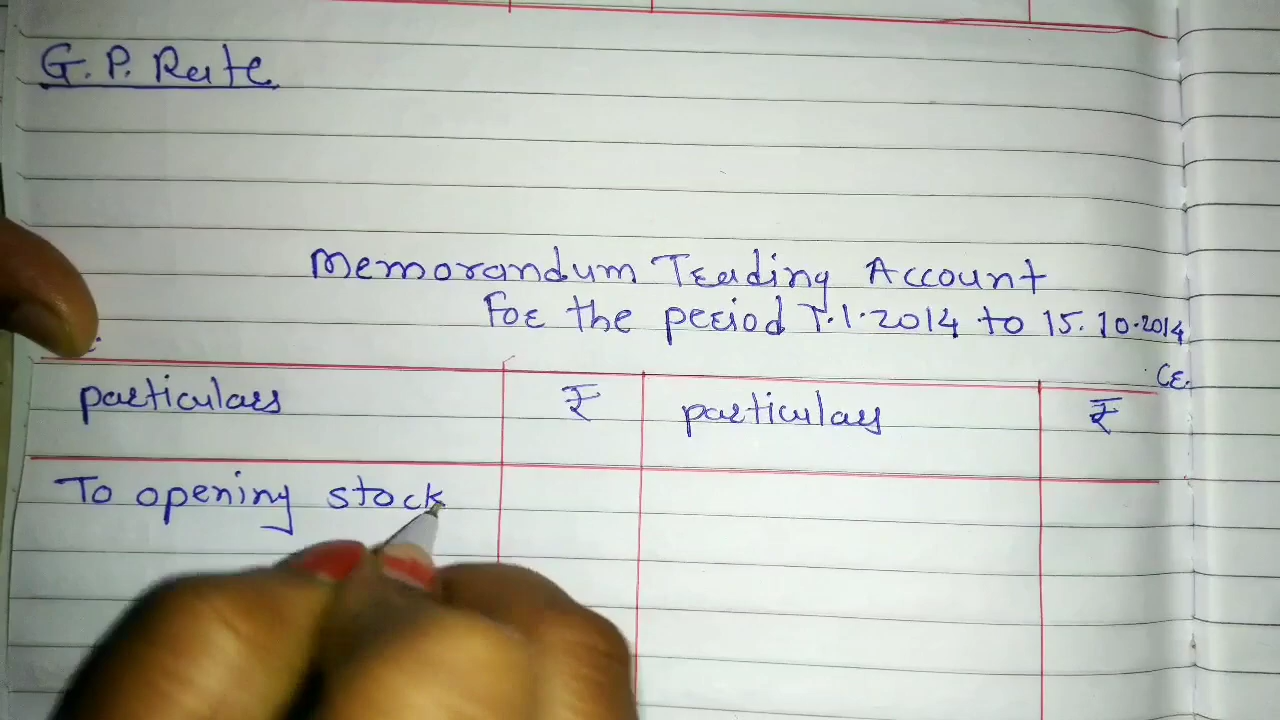 G.P. Rate
Memorandum Trading Account
For the period 1.1.2014 to 15.10.2014
Cr.
particulars ₹ particulars ₹
To opening stock